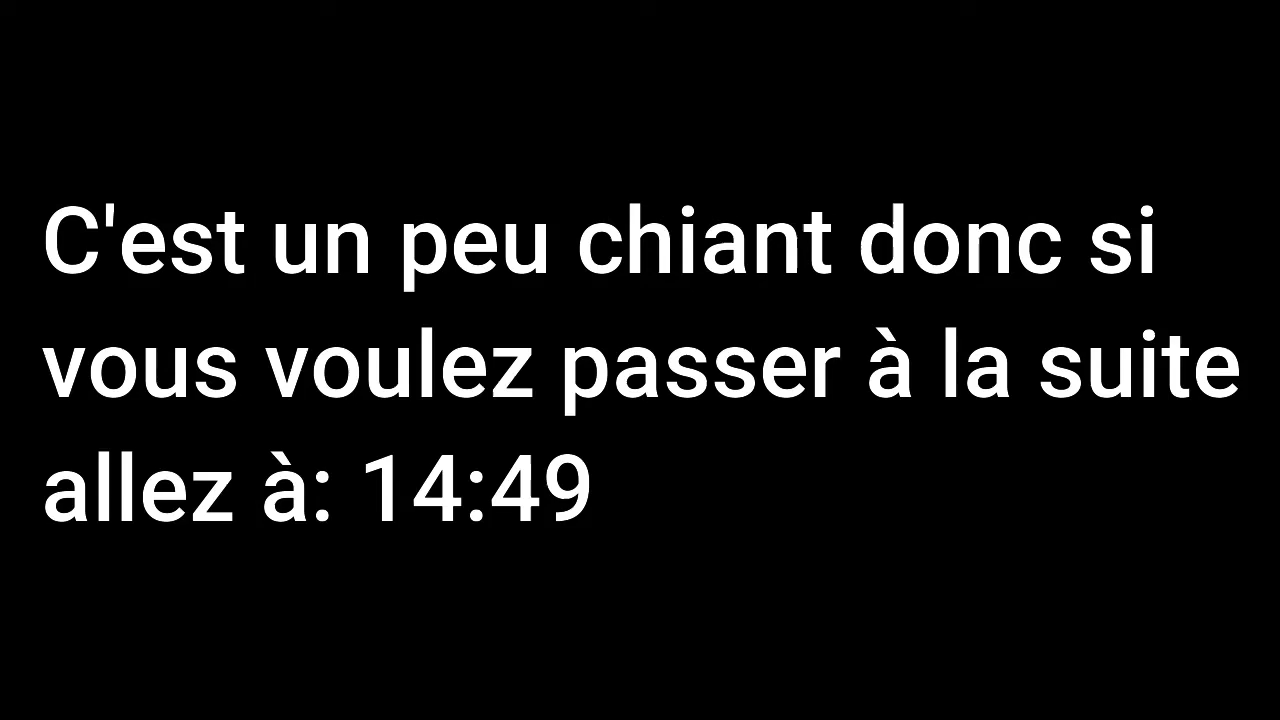 C'est un peu chiant donc si
vous voulez passer à la suite
allez à: 14:49